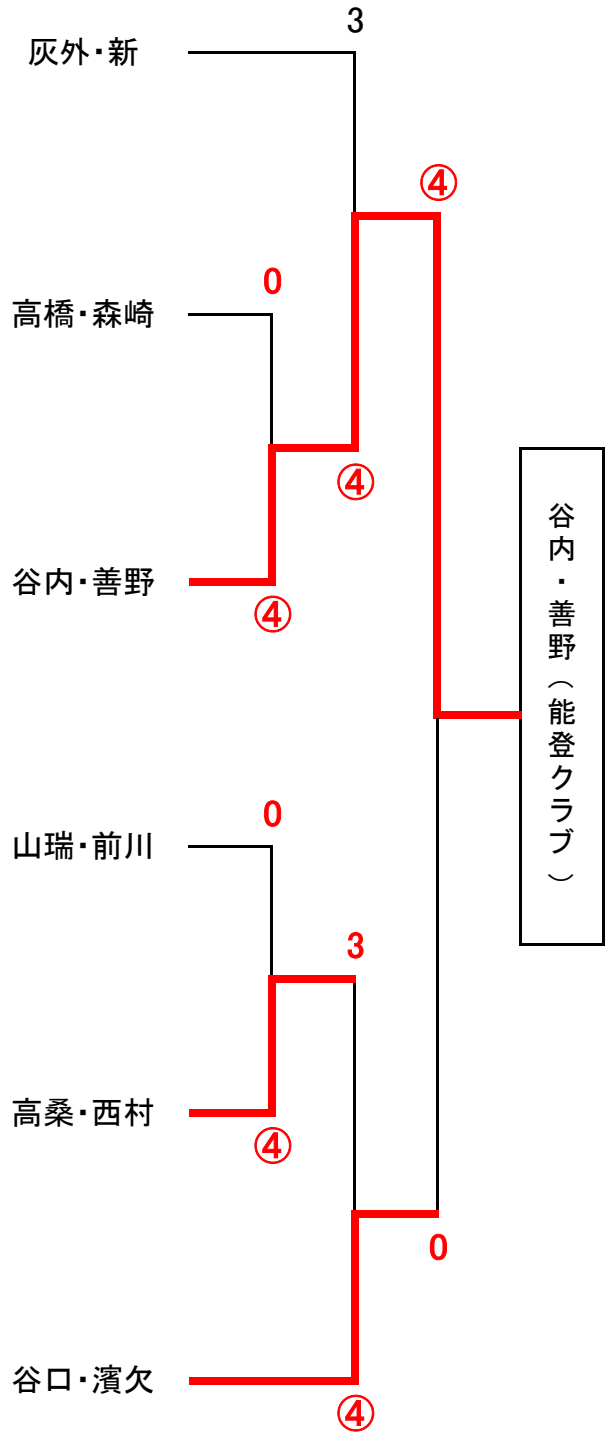 3
灰外・新
④
0
高橋・森崎
④
谷内・善野
④
谷内・善野（能登クラブ）
0
山瑞・前川
3
高桑・西村
④
0
谷口・濱欠
④